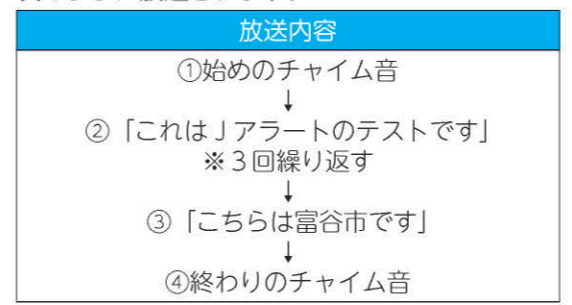 放送内容
①始めのチャイム音
↓
②「これはJアラートのテストです」
※3回繰り返す
↓
③「こちらは富谷市です」
↓
④終わりのチャイム音